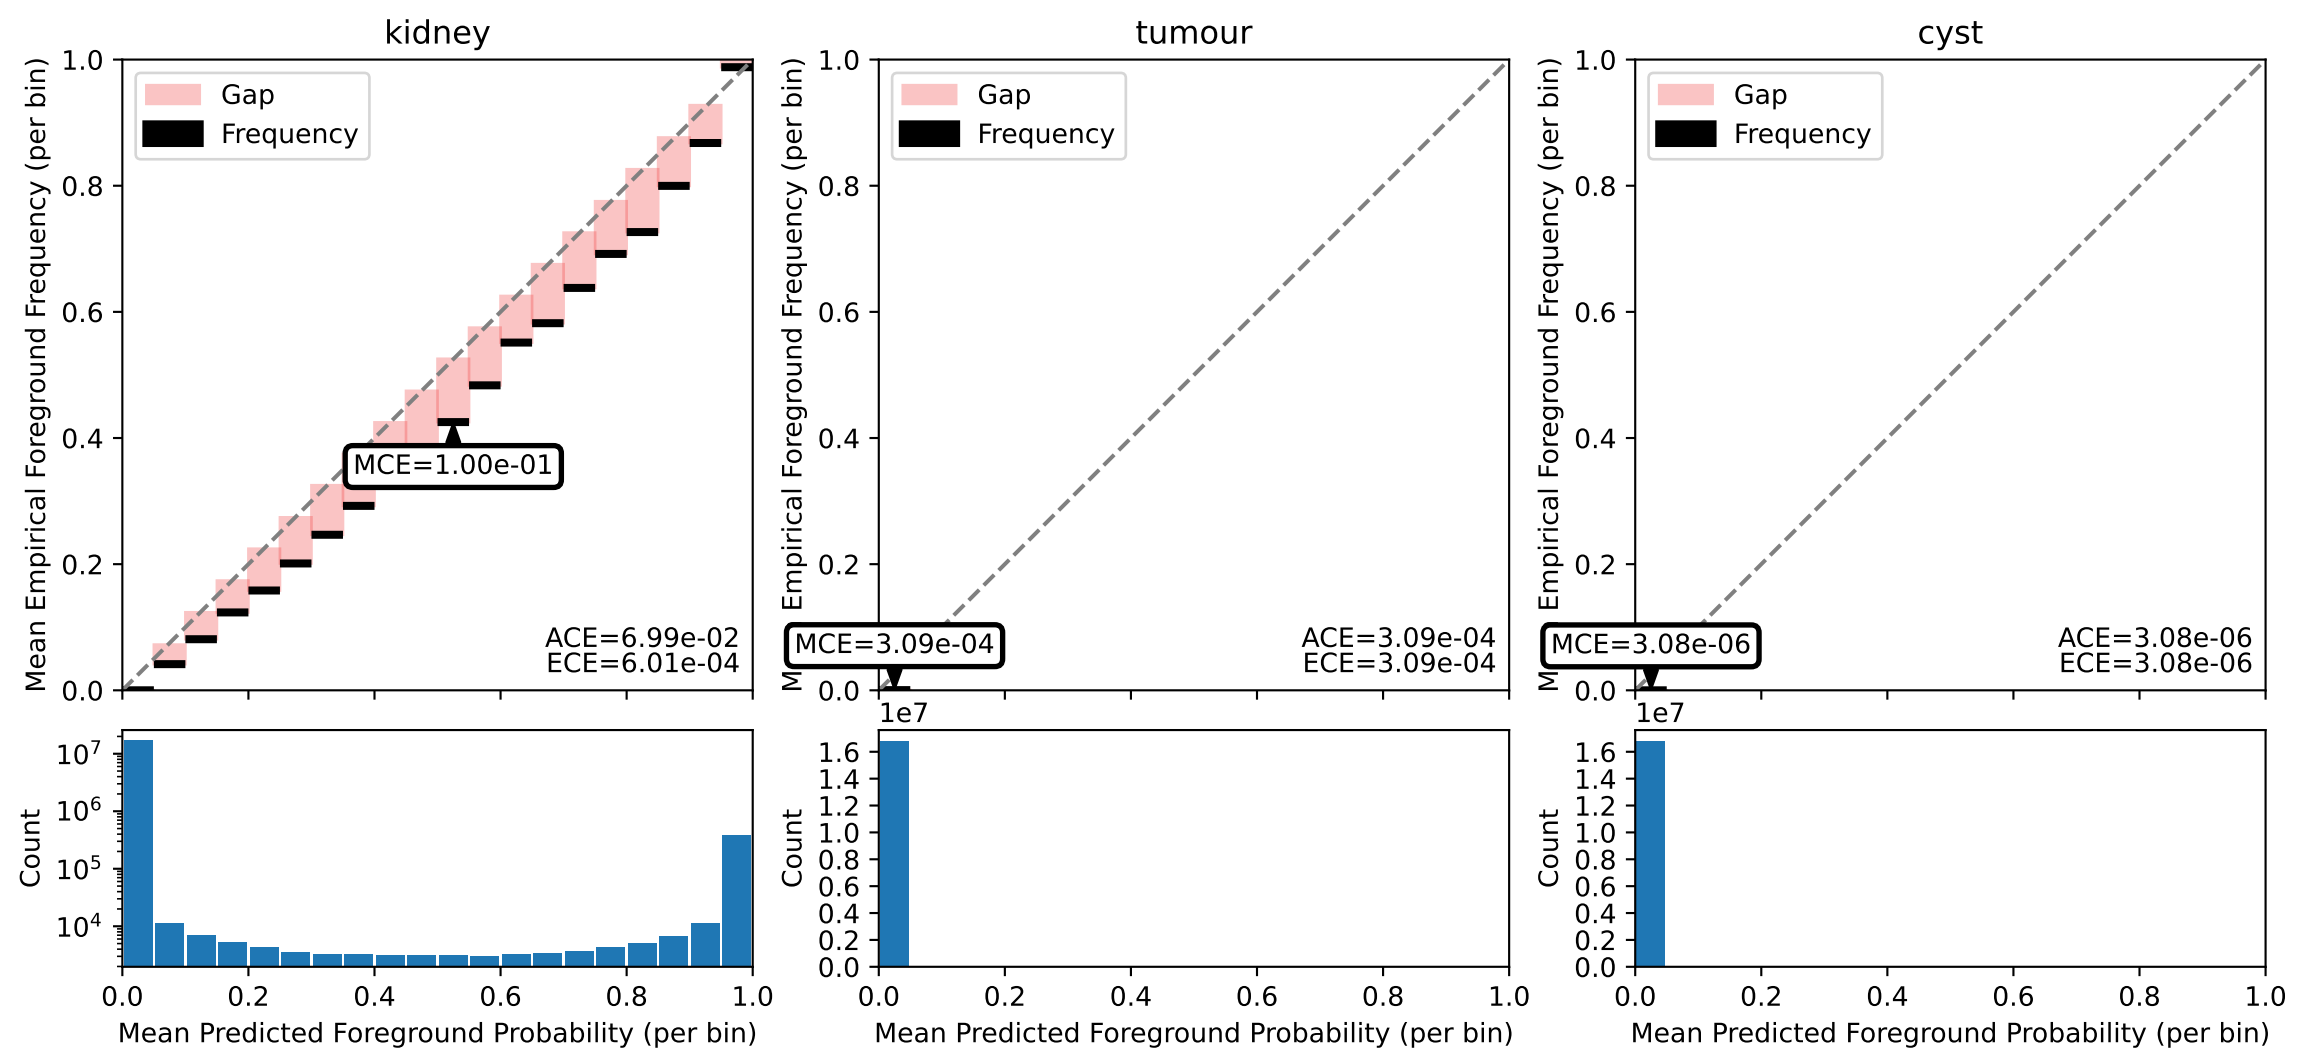 kidney
tumour
cyst
Mean Empirical Foreground Frequency (per bin)
1.0
0.8
0.6
0.4
0.2
0.0
Gap
Frequency
MCE=1.00e-01
ACE=6.99e-02
ECE=6.01e-04
M Empirical Foreground Frequency (per bin)
1.0
0.8
0.6
0.4
0.2
0.0
Gap
Frequency
MCE=3.09e-04
ACE=3.09e-04
ECE=3.09e-04
M Empirical Foreground Frequency (per bin)
1.0
0.8
0.6
0.4
0.2
0.0
Gap
Frequency
MCE=3.08e-06
ACE=3.08e-06
ECE=3.08e-06
Count
10⁷
10⁶
10⁵
10⁴
0.0 0.2 0.4 0.6 0.8 1.0
Mean Predicted Foreground Probability (per bin)
1e7
Count
1.6
1.4
1.2
1.0
0.8
0.6
0.4
0.2
0.0
0.0 0.2 0.4 0.6 0.8 1.0
Mean Predicted Foreground Probability (per bin)
1e7
Count
1.6
1.4
1.2
1.0
0.8
0.6
0.4
0.2
0.0
0.0 0.2 0.4 0.6 0.8 1.0
Mean Predicted Foreground Probability (per bin)